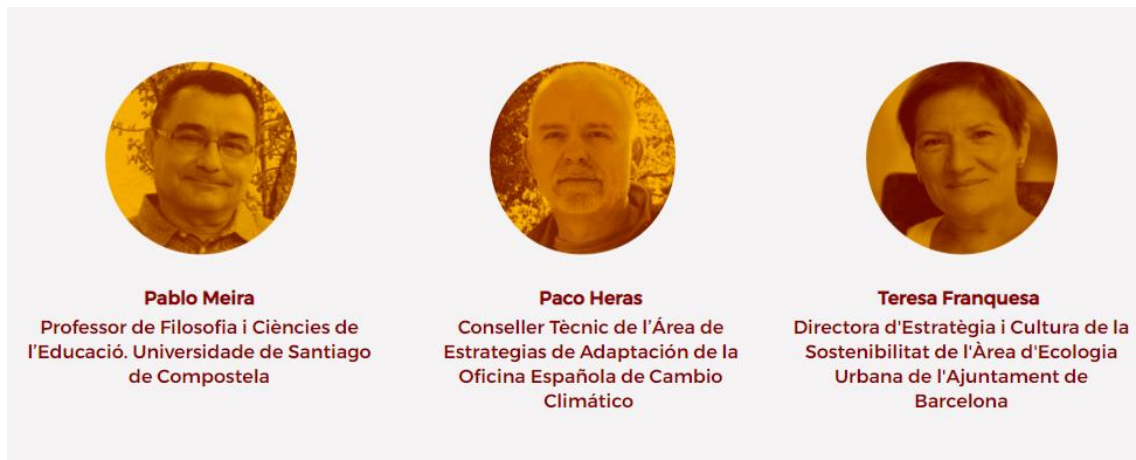 Pablo Meira
Professor de Filosofia i Ciències de
l'Educació. Universidade de Santiago
de Compostela
Paco Heras
Conseller Tècnic de l'Área de
Estrategias de Adaptación de la
Oficina Española de Cambio
Climático
Teresa Franquesa
Directora d'Estratègia i Cultura de la
Sostenibilitat de l'Àrea d'Ecologia
Urbana de l'Ajuntament de
Barcelona